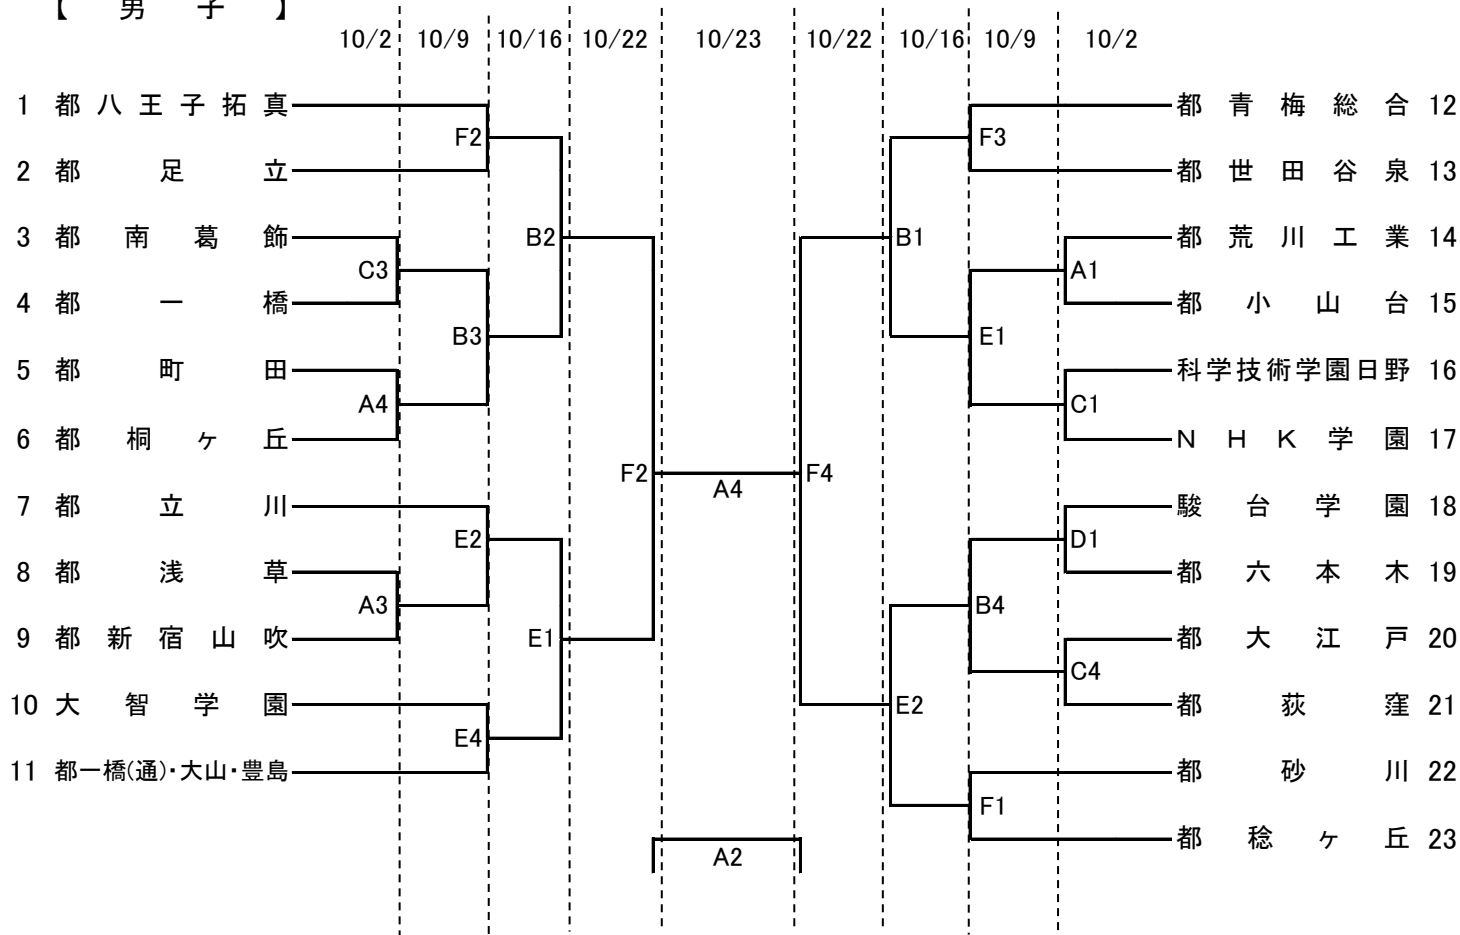 【 男 子 】
10/2 10/9 10/16 10/22 10/23 10/22 10/16 10/9 10/2
1 都八王子拓真 都青梅総合 12
F2 F3
2 都足立 都世田谷泉 13
3 都南葛飾 B2 B1 都荒川工業 14
C3 A1
4 都一橋 都小山台 15
B3 E1
5 都町田 科学技術学園日野 16
A4 C1
6 都桐ヶ丘 NHK学園 17
F2 A4 F4
7 都立川 駿台学園 18
E2 D1
8 都浅草 都六本木 19
A3 B4
9 都新宿山吹 E1 都大江戸 20
C4
10 大智学園 E2 都荻窪 21
E4
11 都一橋(通)・大山・豊島 都砂川 22
F1
都稔ヶ丘 23
A2